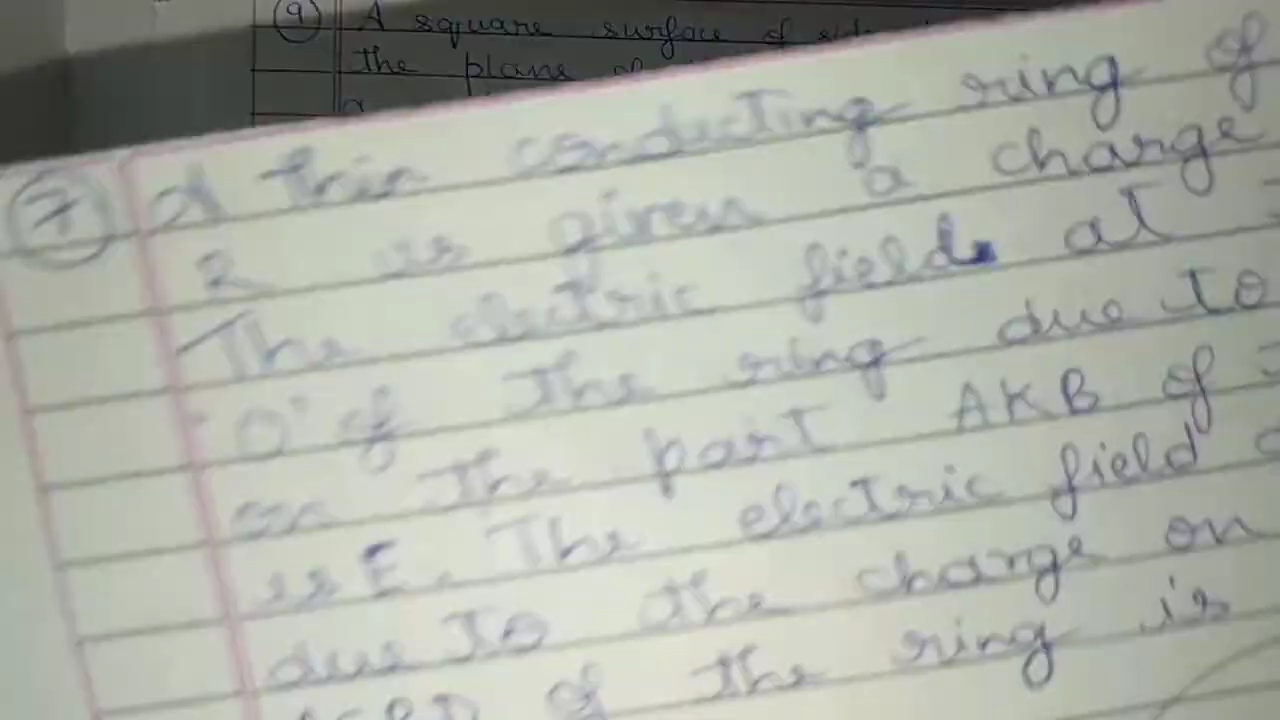 9 A square surface of
the plane of
7 A thin conducting ring of
R is given a charge
The electric field at
'O' of the ring due to
on the part AKB of
is E. The electric field
due to the charge on
of the ring is